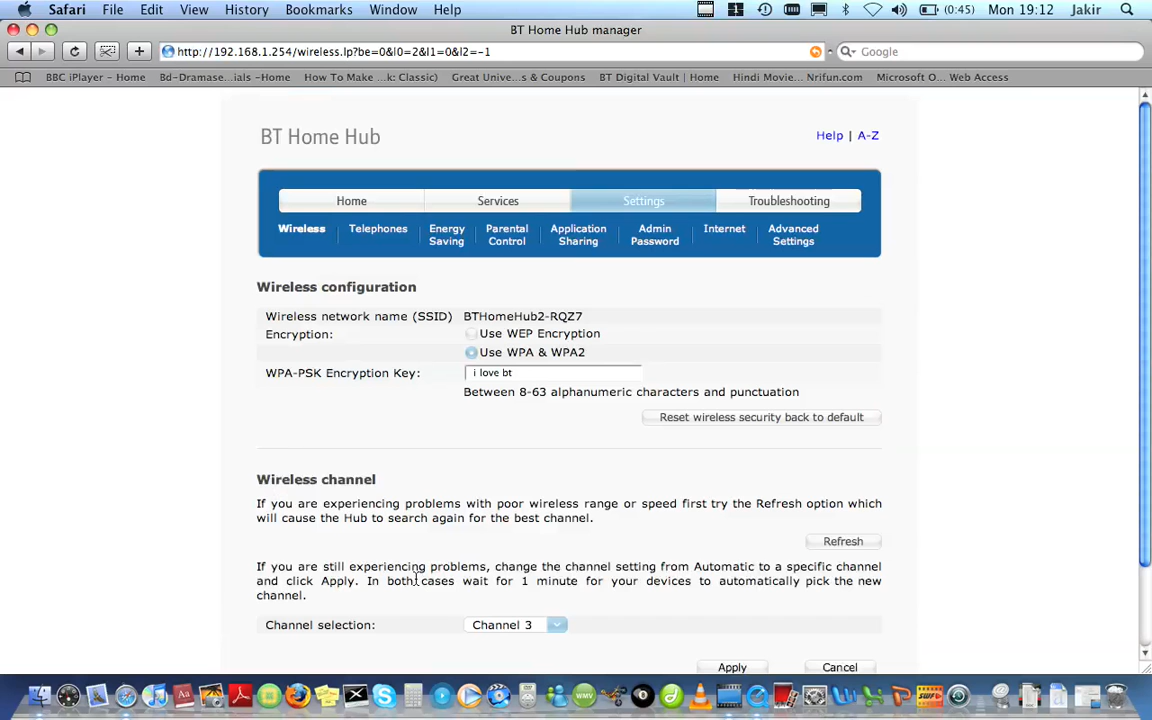 Safari File Edit View History Bookmarks Window Help (0:45) Mon 19:12 Jakir
BT Home Hub manager
http://192.168.1.254/wireless.lp?be=0&l0=2&l1=0&l2=-1 Google
BBC iPlayer - Home Bd-Dramase...ials -Home How To Make ...k: Classic) Great Unive...s & Coupons BT Digital Vault | Home Hindi Movie... Nrifun.com Microsoft O... Web Access
BT Home Hub
Help | A-Z
Home Services Settings Troubleshooting
Wireless Telephones Energy Saving Parental Control Application Sharing Admin Password Internet Advanced Settings
Wireless configuration
Wireless network name (SSID) BTHomeHub2-RQZ7
Encryption: Use WEP Encryption
Use WPA & WPA2
WPA-PSK Encryption Key: i love bt
Between 8-63 alphanumeric characters and punctuation
Reset wireless security back to default
Wireless channel
If you are experiencing problems with poor wireless range or speed first try the Refresh option which
will cause the Hub to search again for the best channel.
Refresh
If you are still experiencing problems, change the channel setting from Automatic to a specific channel
and click Apply. In both cases wait for 1 minute for your devices to automatically pick the new
channel.
Channel selection: Channel 3
Apply Cancel